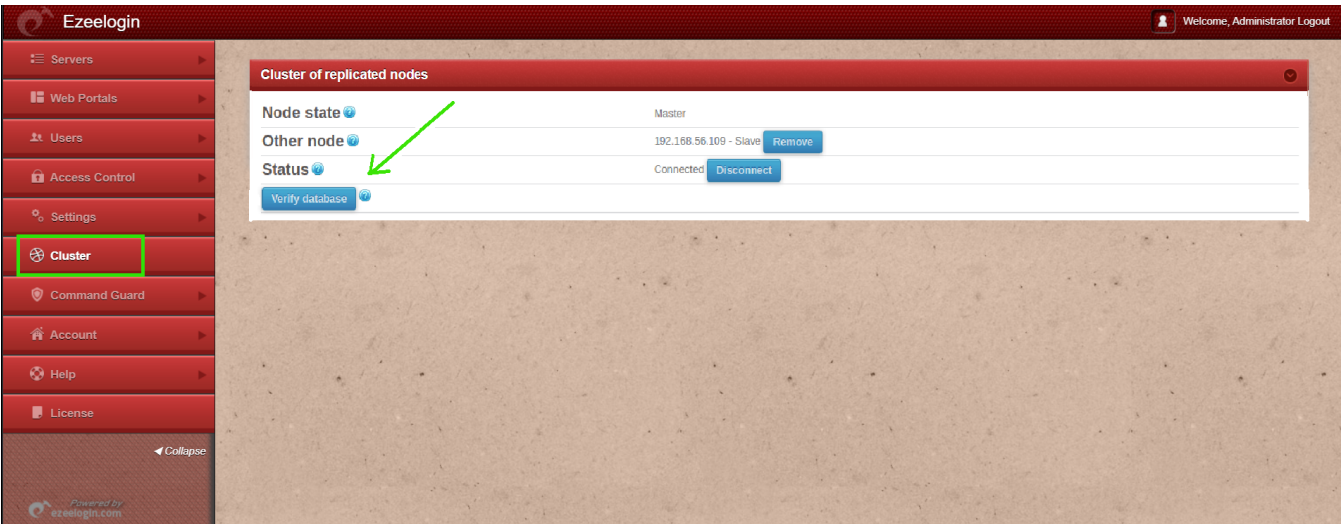 Ezeelogin
Welcome, Administrator Logout
Servers
Web Portals
Users
Access Control
Settings
Cluster
Command Guard
Account
Help
License
Collapse
Powered by
ezeelogin.com
Cluster of replicated nodes
Node state ? Master
Other node ? 192.168.56.109 - Slave Remove
Status ? Connected Disconnect
Verify database ?